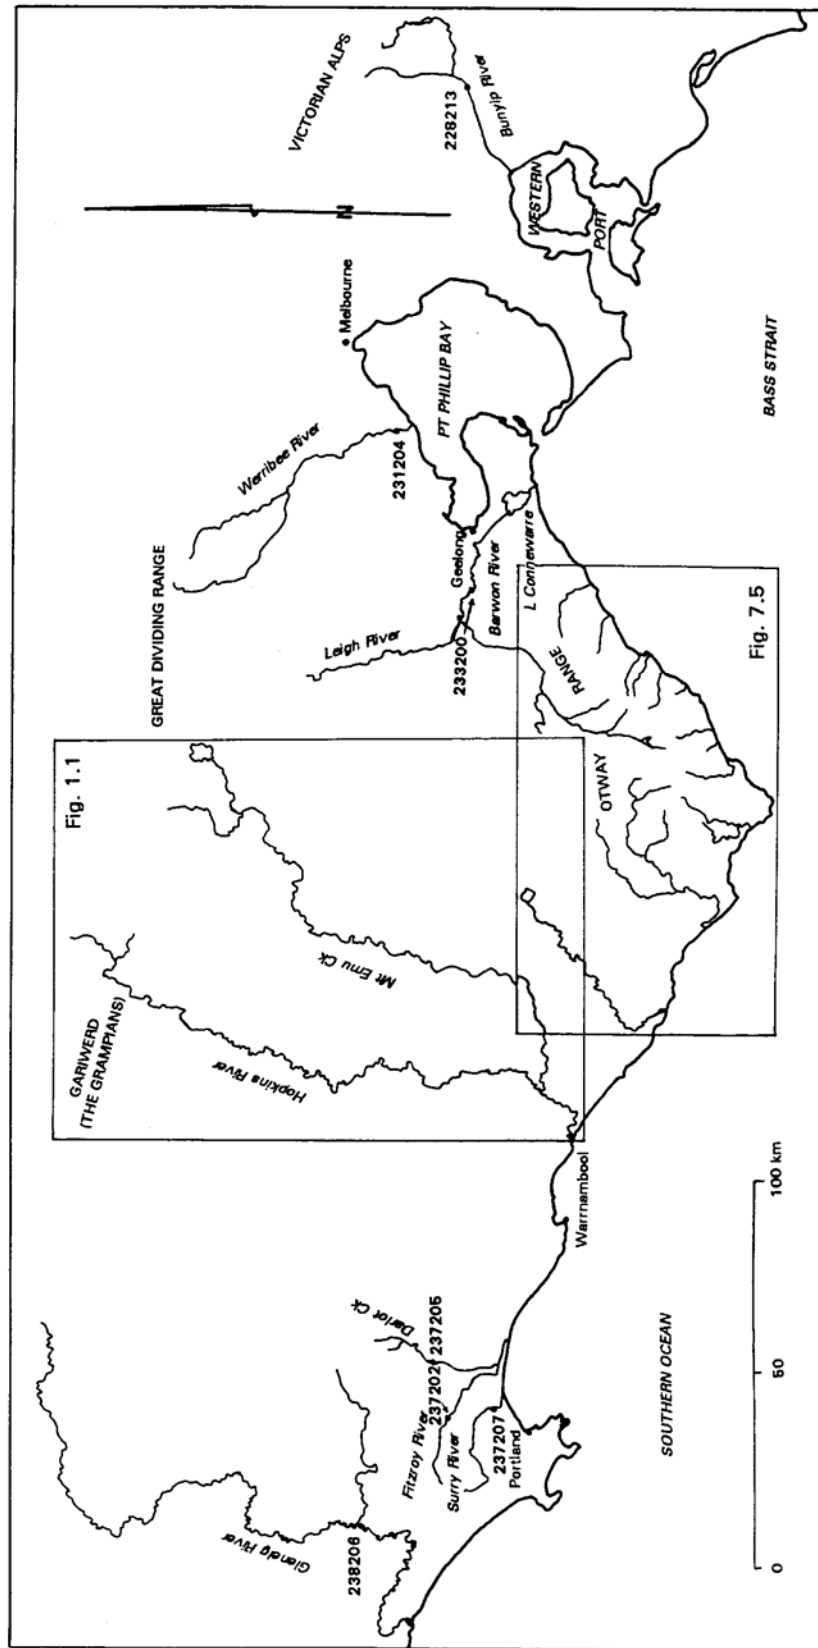 VICTORIAN ALPS
228213
Bunyip River
WESTERN
PORT
N
Melbourne
PT PHILLIP BAY
BASS STRAIT
Werribee River
231204
GREAT DIVIDING RANGE
Geelong
Barwon River
L Connewarre
Leigh River
233200
RANGE
OTWAY
Fig. 7.5
Fig. 1.1
Mt Emu Ck
GARIWERD
(THE GRAMPIANS)
Hopkins River
Warrnambool
100 km
50
0
Darlot Ck
237205
237202
Fitzroy River
Surry River
237207
Portland
SOUTHERN OCEAN
Glenelg River
238206